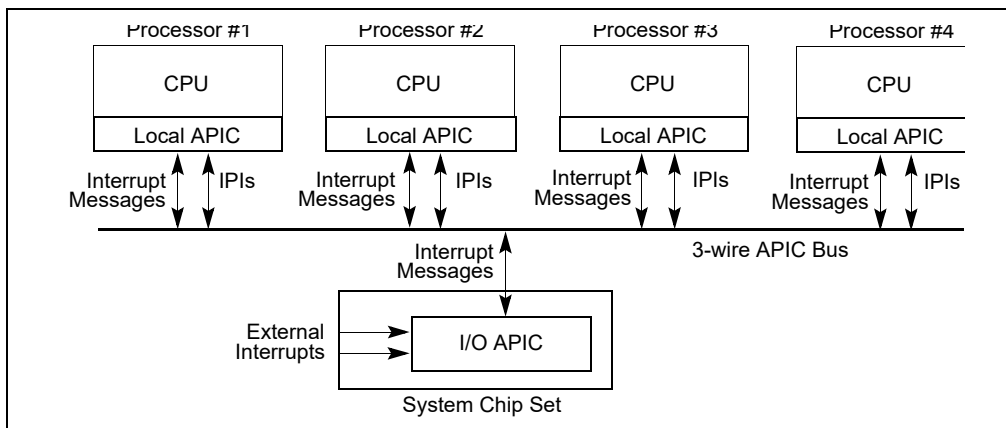 Processor #1 Processor #2 Processor #3 Processor #4
CPU CPU CPU CPU
Local APIC Local APIC Local APIC Local APIC
Interrupt
Messages
IPIs
Interrupt
Messages
IPIs
Interrupt
Messages
IPIs
Interrupt
Messages
IPIs
Interrupt
Messages
3-wire APIC Bus
External
Interrupts
I/O APIC
System Chip Set